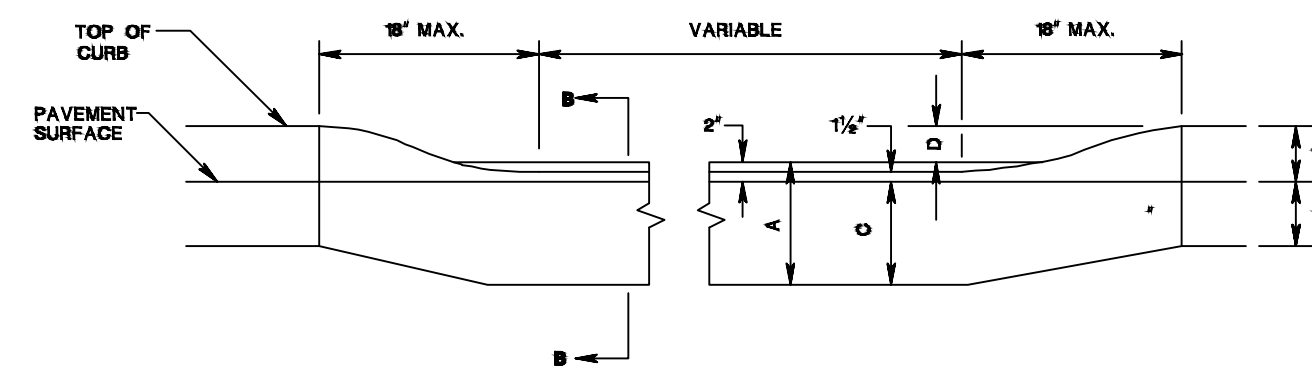 TOP OF
CURB
18" MAX.
VARIABLE
18" MAX.
PAVEMENT
SURFACE
B
2"
1½"
D
A
C
"
B